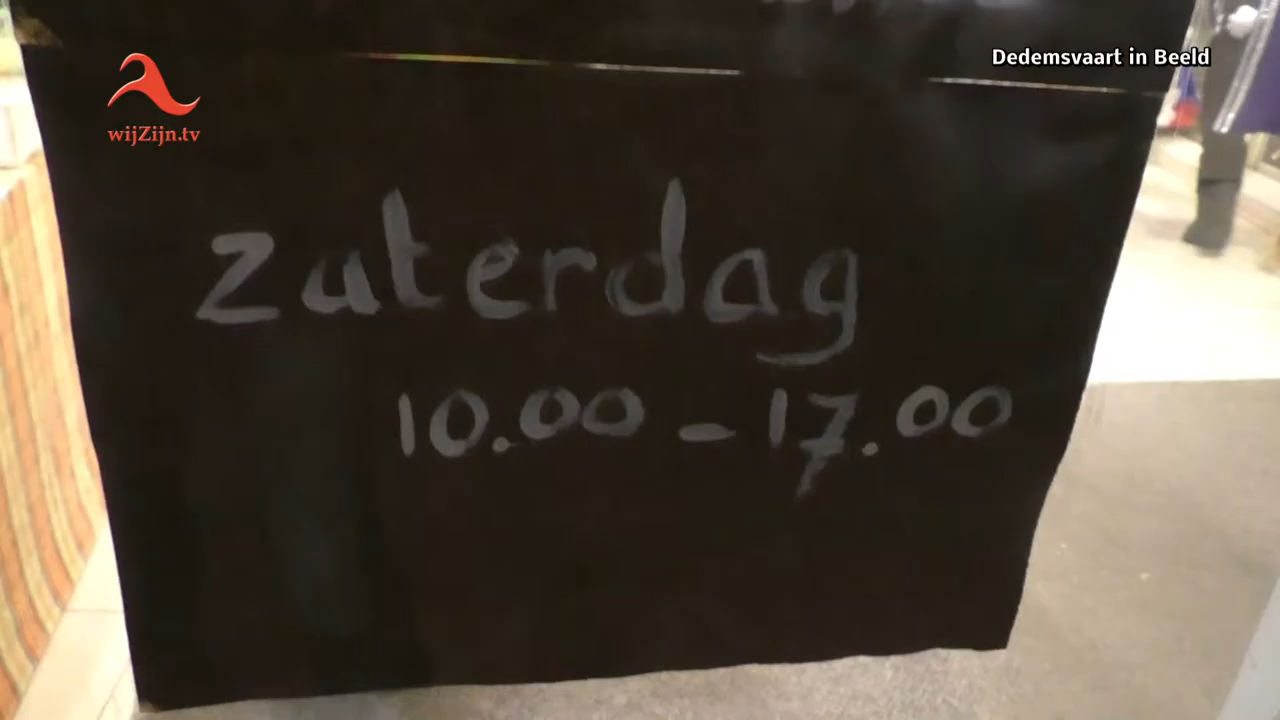 Dedemsvaart in Beeld
wijZijn.tv
zaterdag
10.00 - 17.00